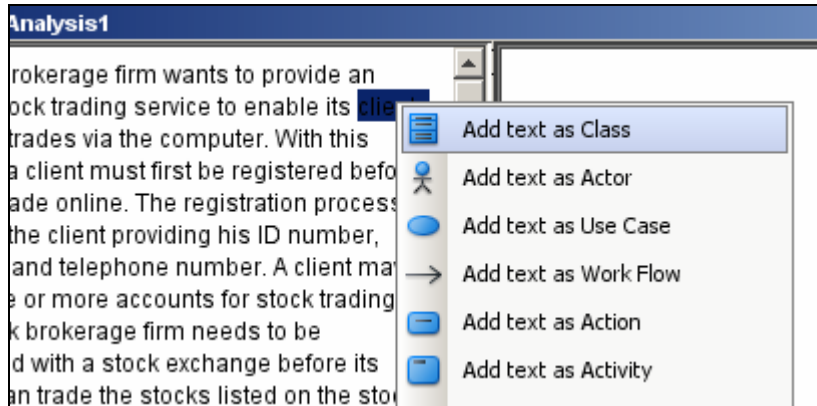 Analysis1
rokerage firm wants to provide an
ock trading service to enable its
trades via the computer. With this
a client must first be registered befo
ade online. The registration process
the client providing his ID number,
and telephone number. A client may
e or more accounts for stock trading
k brokerage firm needs to be
d with a stock exchange before its
an trade the stocks listed on the sto
Add text as Class
Add text as Actor
Add text as Use Case
Add text as Work Flow
Add text as Action
Add text as Activity